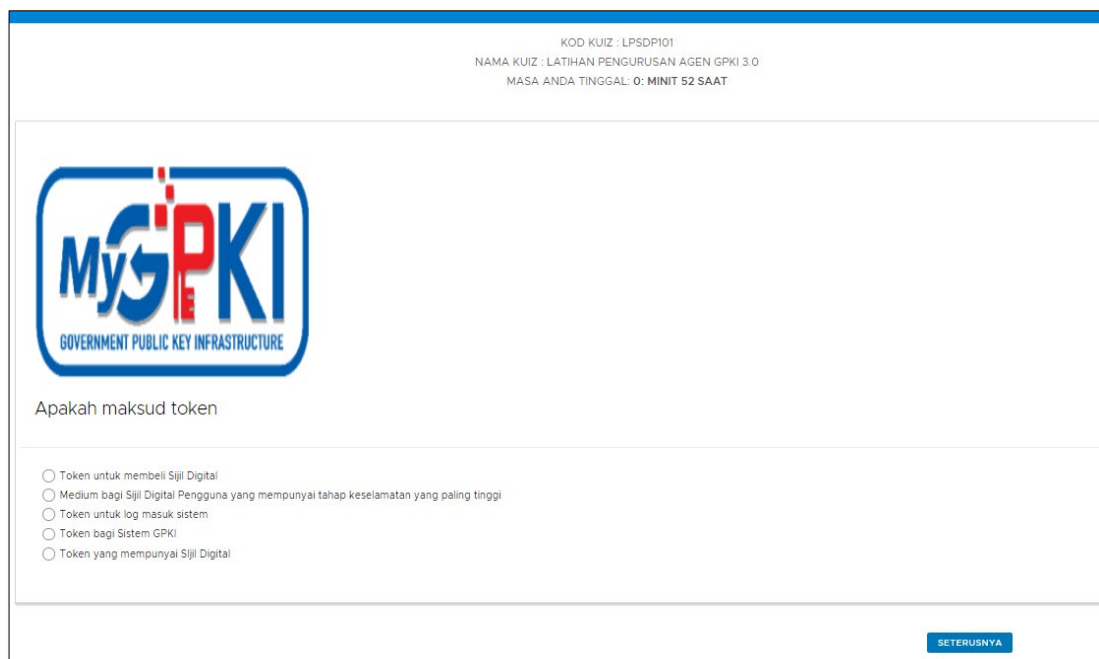 KOD KUIZ : LPSDP101
NAMA KUIZ : LATIHAN PENGURUSAN AGEN GPKI 3.0
MASA ANDA TINGGAL: 0: MINIT 52 SAAT
MyGPKI
GOVERNMENT PUBLIC KEY INFRASTRUCTURE
Apakah maksud token
Token untuk membeli Sijil Digital
Medium bagi Sijil Digital Pengguna yang mempunyai tahap keselamatan yang paling tinggi
Token untuk log masuk sistem
Token bagi Sistem GPKI
Token yang mempunyai SIjil Digital
SETERUSNYA